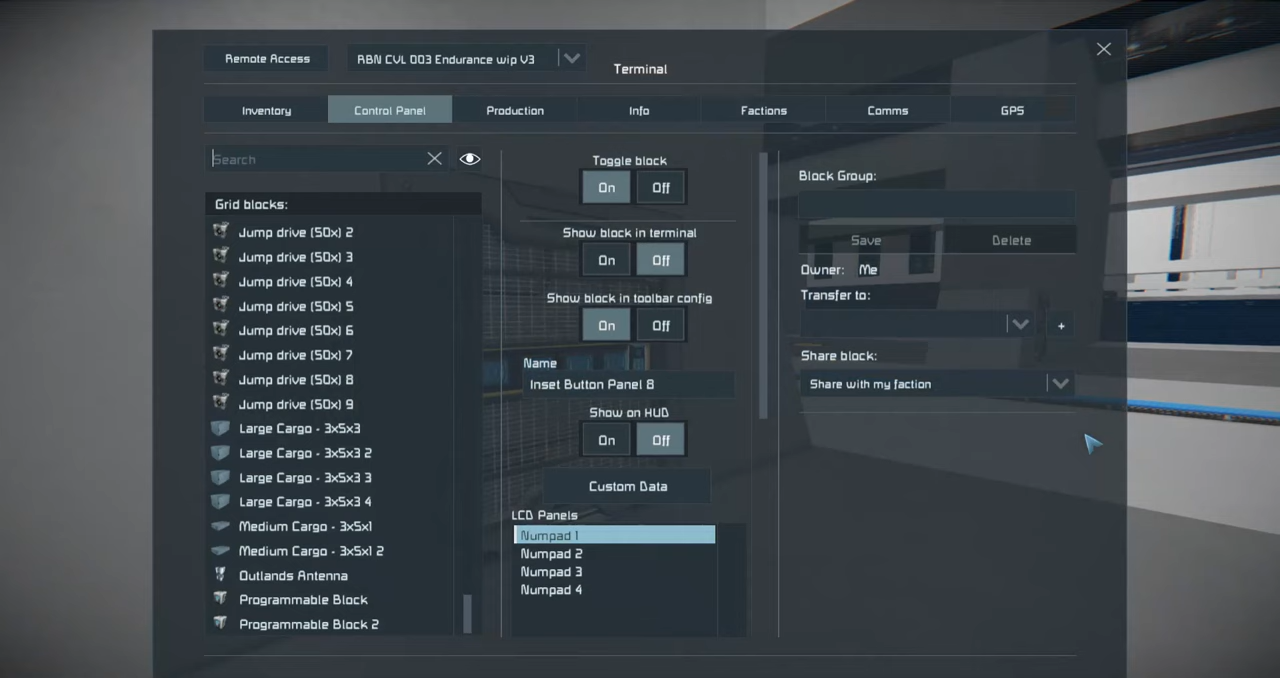 Remote Access
RBN CVL 003 Endurance wip V3
Terminal
Inventory
Control Panel
Production
Info
Factions
Comms
GPS
Search
Grid blocks:
Jump drive (50x) 2
Jump drive (50x) 3
Jump drive (50x) 4
Jump drive (50x) 5
Jump drive (50x) 6
Jump drive (50x) 7
Jump drive (50x) 8
Jump drive (50x) 9
Large Cargo - 3x5x3
Large Cargo - 3x5x3 2
Large Cargo - 3x5x3 3
Large Cargo - 3x5x3 4
Medium Cargo - 3x5x1
Medium Cargo - 3x5x1 2
Outlands Antenna
Programmable Block
Programmable Block 2
Toggle block
On Off
Show block in terminal
On Off
Show block in toolbar config
On Off
Name
Inset Button Panel 8
Show on HUD
On Off
Custom Data
LCD Panels
Numpad 1
Numpad 2
Numpad 3
Numpad 4
Block Group:
Save Delete
Owner: Me
Transfer to:
+
Share block:
Share with my faction